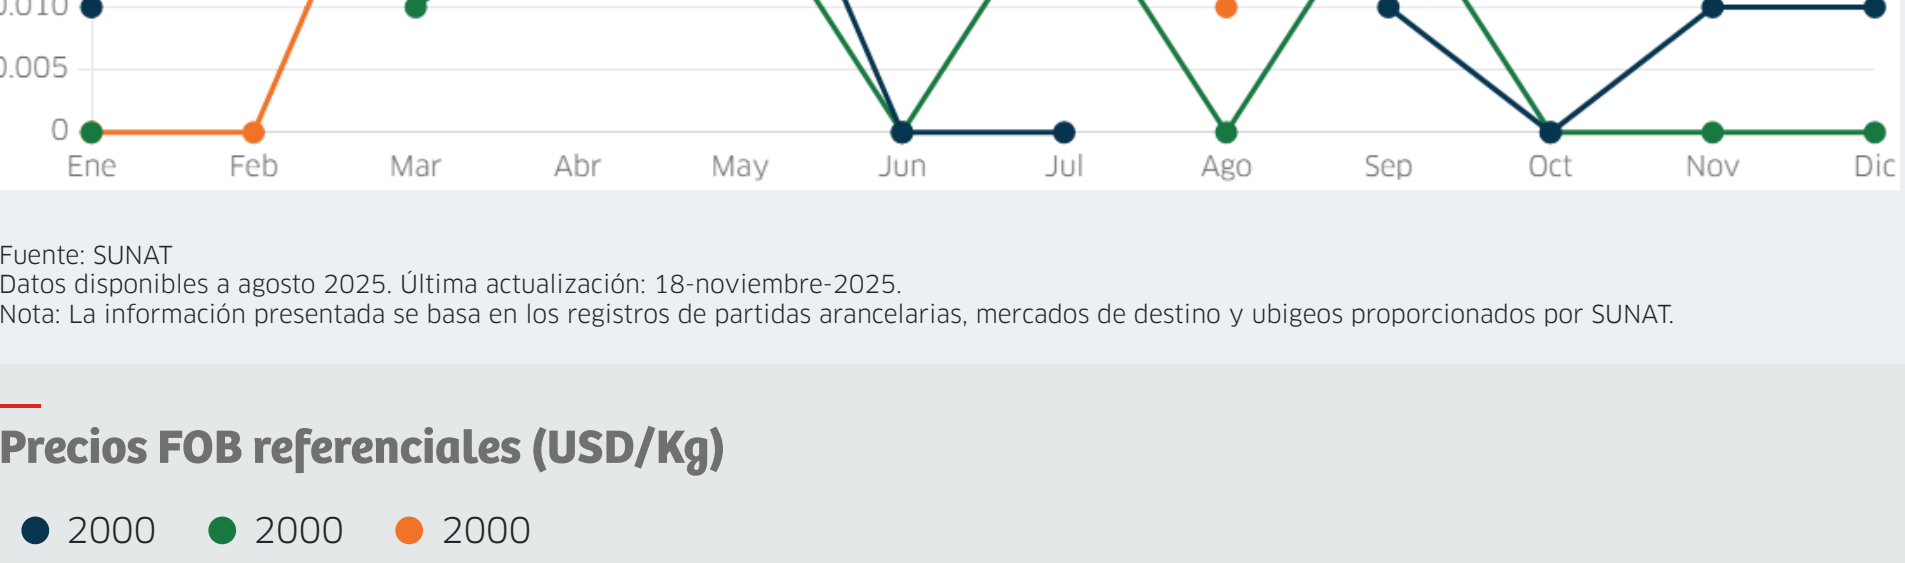 0.010
0.005
0
Ene Feb Mar Abr May Jun Jul Ago Sep Oct Nov Dic
Fuente: SUNAT
Datos disponibles a agosto 2025. Última actualización: 18-noviembre-2025.
Nota: La información presentada se basa en los registros de partidas arancelarias, mercados de destino y ubigeos proporcionados por SUNAT.
Precios FOB referenciales (USD/Kg)
2000 2000 2000